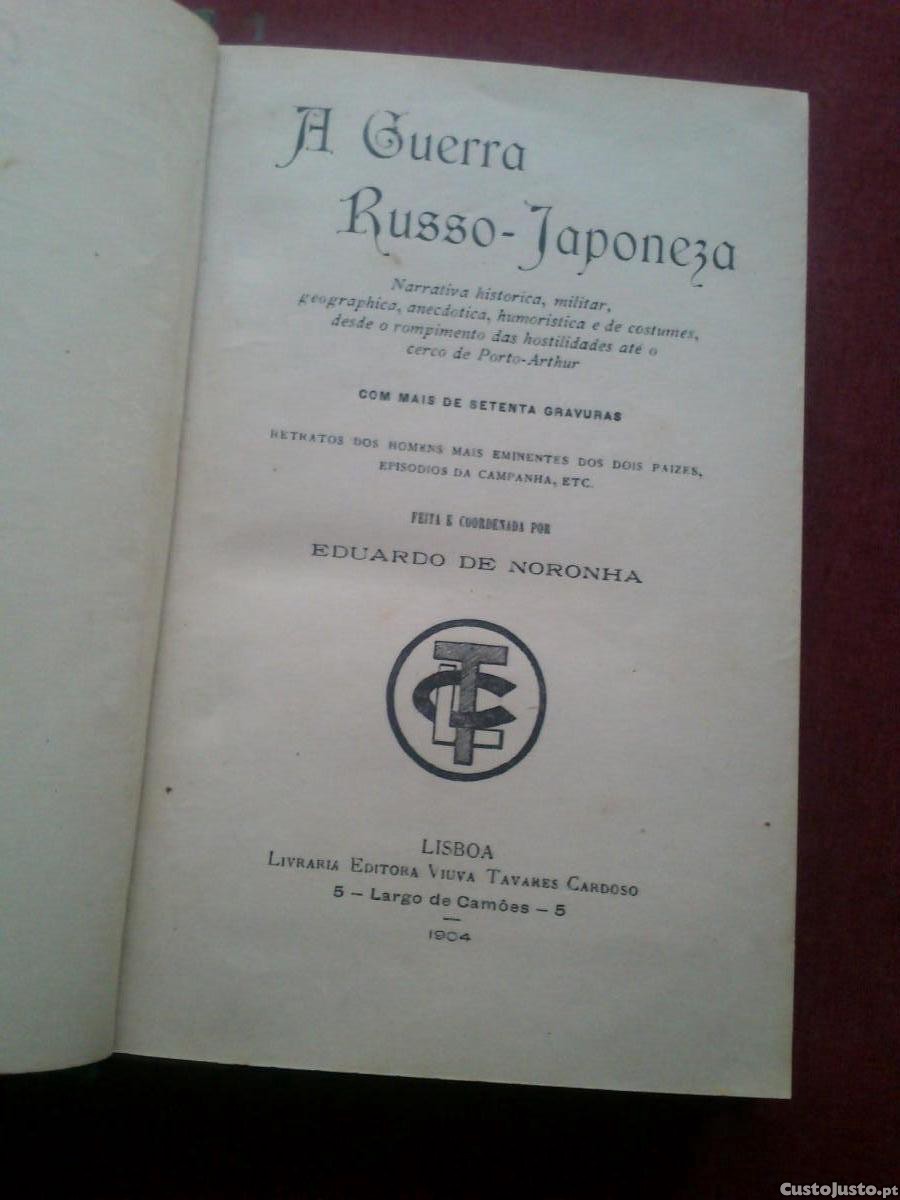 A Guerra
Russo-Japoneza
Narrativa historica, militar,
geographica, anecdotica, humoristica e de costumes,
desde o rompimento das hostilidades até o
cerco de Porto-Arthur
COM MAIS DE SETENTA GRAVURAS
RETRATOS DOS HOMENS MAIS EMINENTES DOS DOIS PAIZES,
EPISODIOS DA CAMPANHA, ETC.
FEITA E COORDENADA POR
EDUARDO DE NORONHA
LTC
LISBOA
LIVRARIA EDITORA VIUVA TAVARES CARDOSO
5 — Largo de Camões — 5
1904
CustoJusto.pt